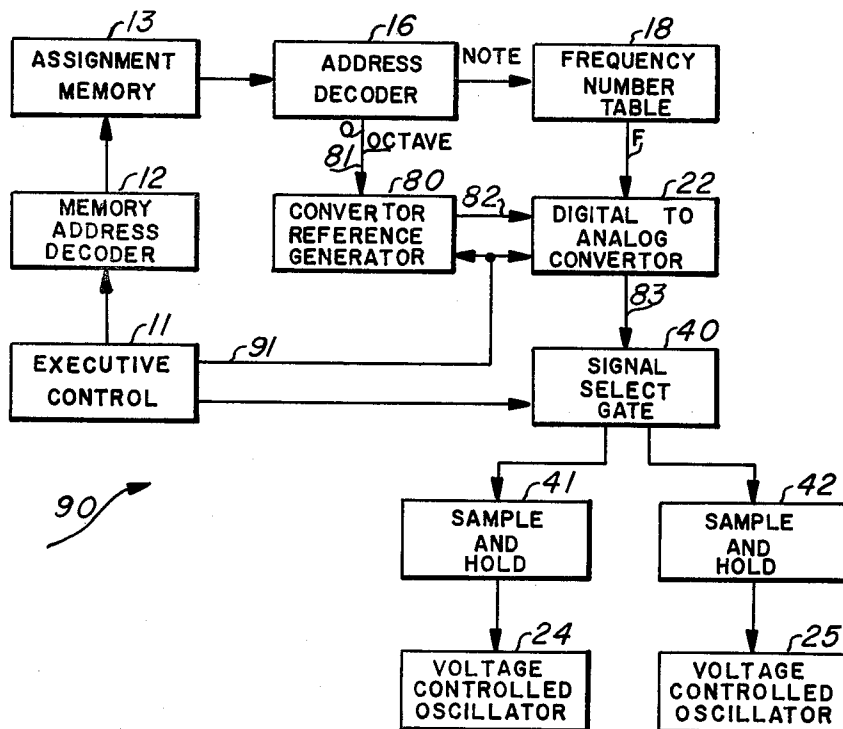 13
ASSIGNMENT
MEMORY
16
ADDRESS
DECODER
NOTE
18
FREQUENCY
NUMBER
TABLE
O
OCTAVE
81
F
12
MEMORY
ADDRESS
DECODER
80
CONVERTOR
REFERENCE
GENERATOR
82
22
DIGITAL TO
ANALOG
CONVERTOR
83
11
EXECUTIVE
CONTROL
91
40
SIGNAL
SELECT
GATE
90
41
SAMPLE
AND
HOLD
42
SAMPLE
AND
HOLD
24
VOLTAGE
CONTROLLED
OSCILLATOR
25
VOLTAGE
CONTROLLED
OSCILLATOR